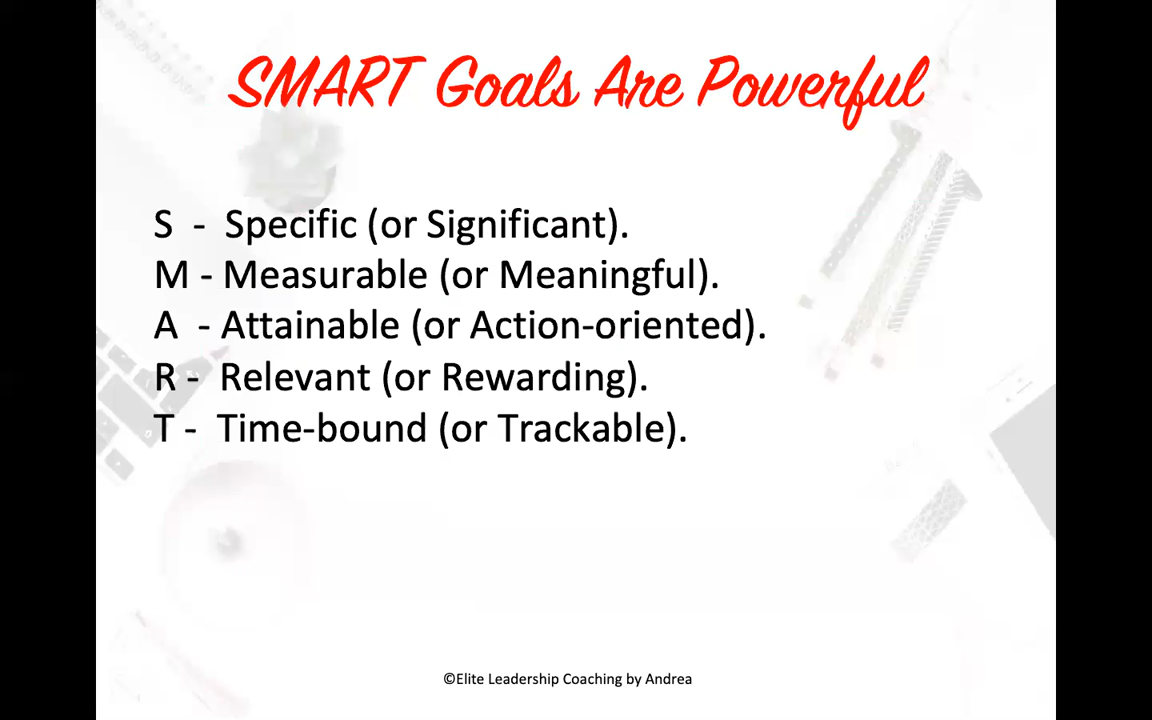 SMART Goals Are Powerful
S - Specific (or Significant).
M - Measurable (or Meaningful).
A - Attainable (or Action-oriented).
R - Relevant (or Rewarding).
T - Time-bound (or Trackable).
©Elite Leadership Coaching by Andrea